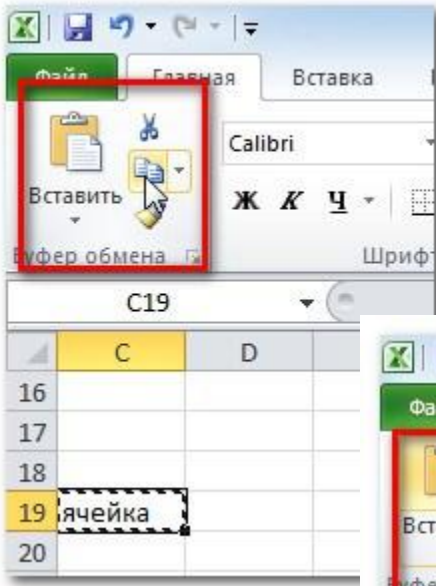 Файл Главная Вставка
Calibri
Вставить
Ж К Ч
Буфер обмена Шрифт
C19
C D
16
17
18
19 ячейка
20